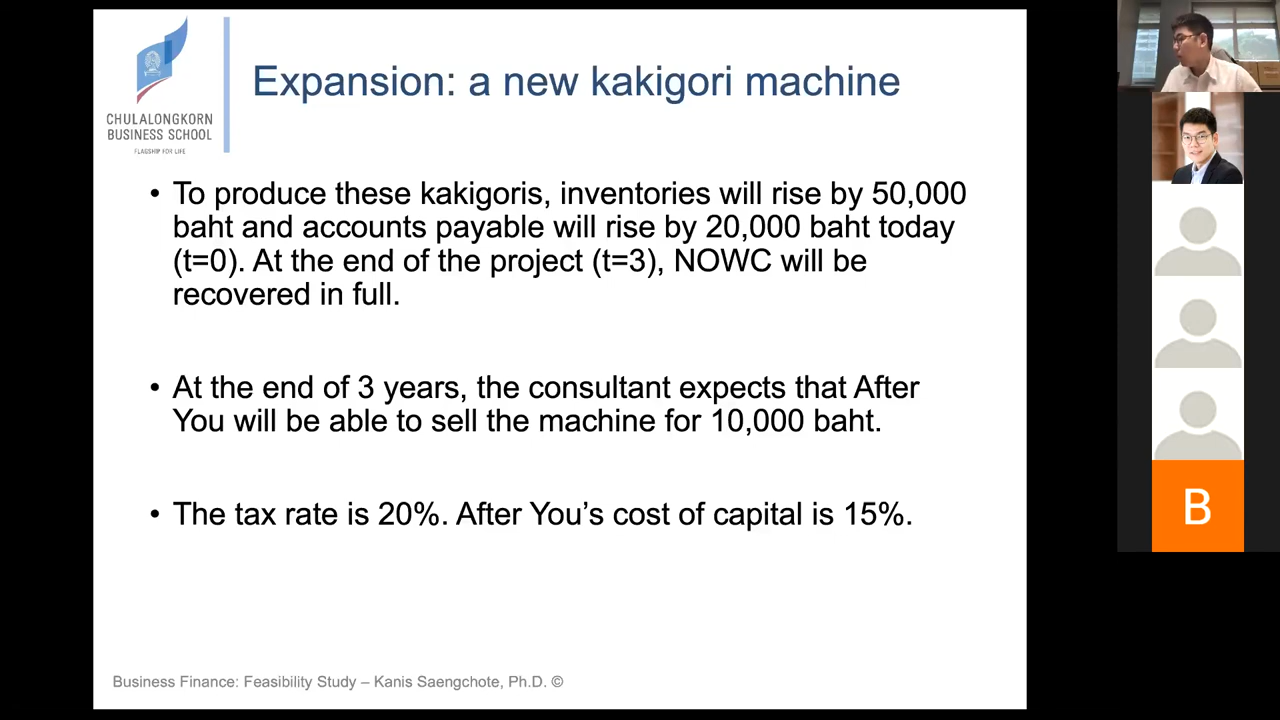 CHULALONGKORN
BUSINESS SCHOOL
FLAGSHIP FOR LIFE
Expansion: a new kakigori machine
• To produce these kakigoris, inventories will rise by 50,000
baht and accounts payable will rise by 20,000 baht today
(t=0). At the end of the project (t=3), NOWC will be
recovered in full.
• At the end of 3 years, the consultant expects that After
You will be able to sell the machine for 10,000 baht.
• The tax rate is 20%. After You’s cost of capital is 15%.
Business Finance: Feasibility Study – Kanis Saengchote, Ph.D. ©
B